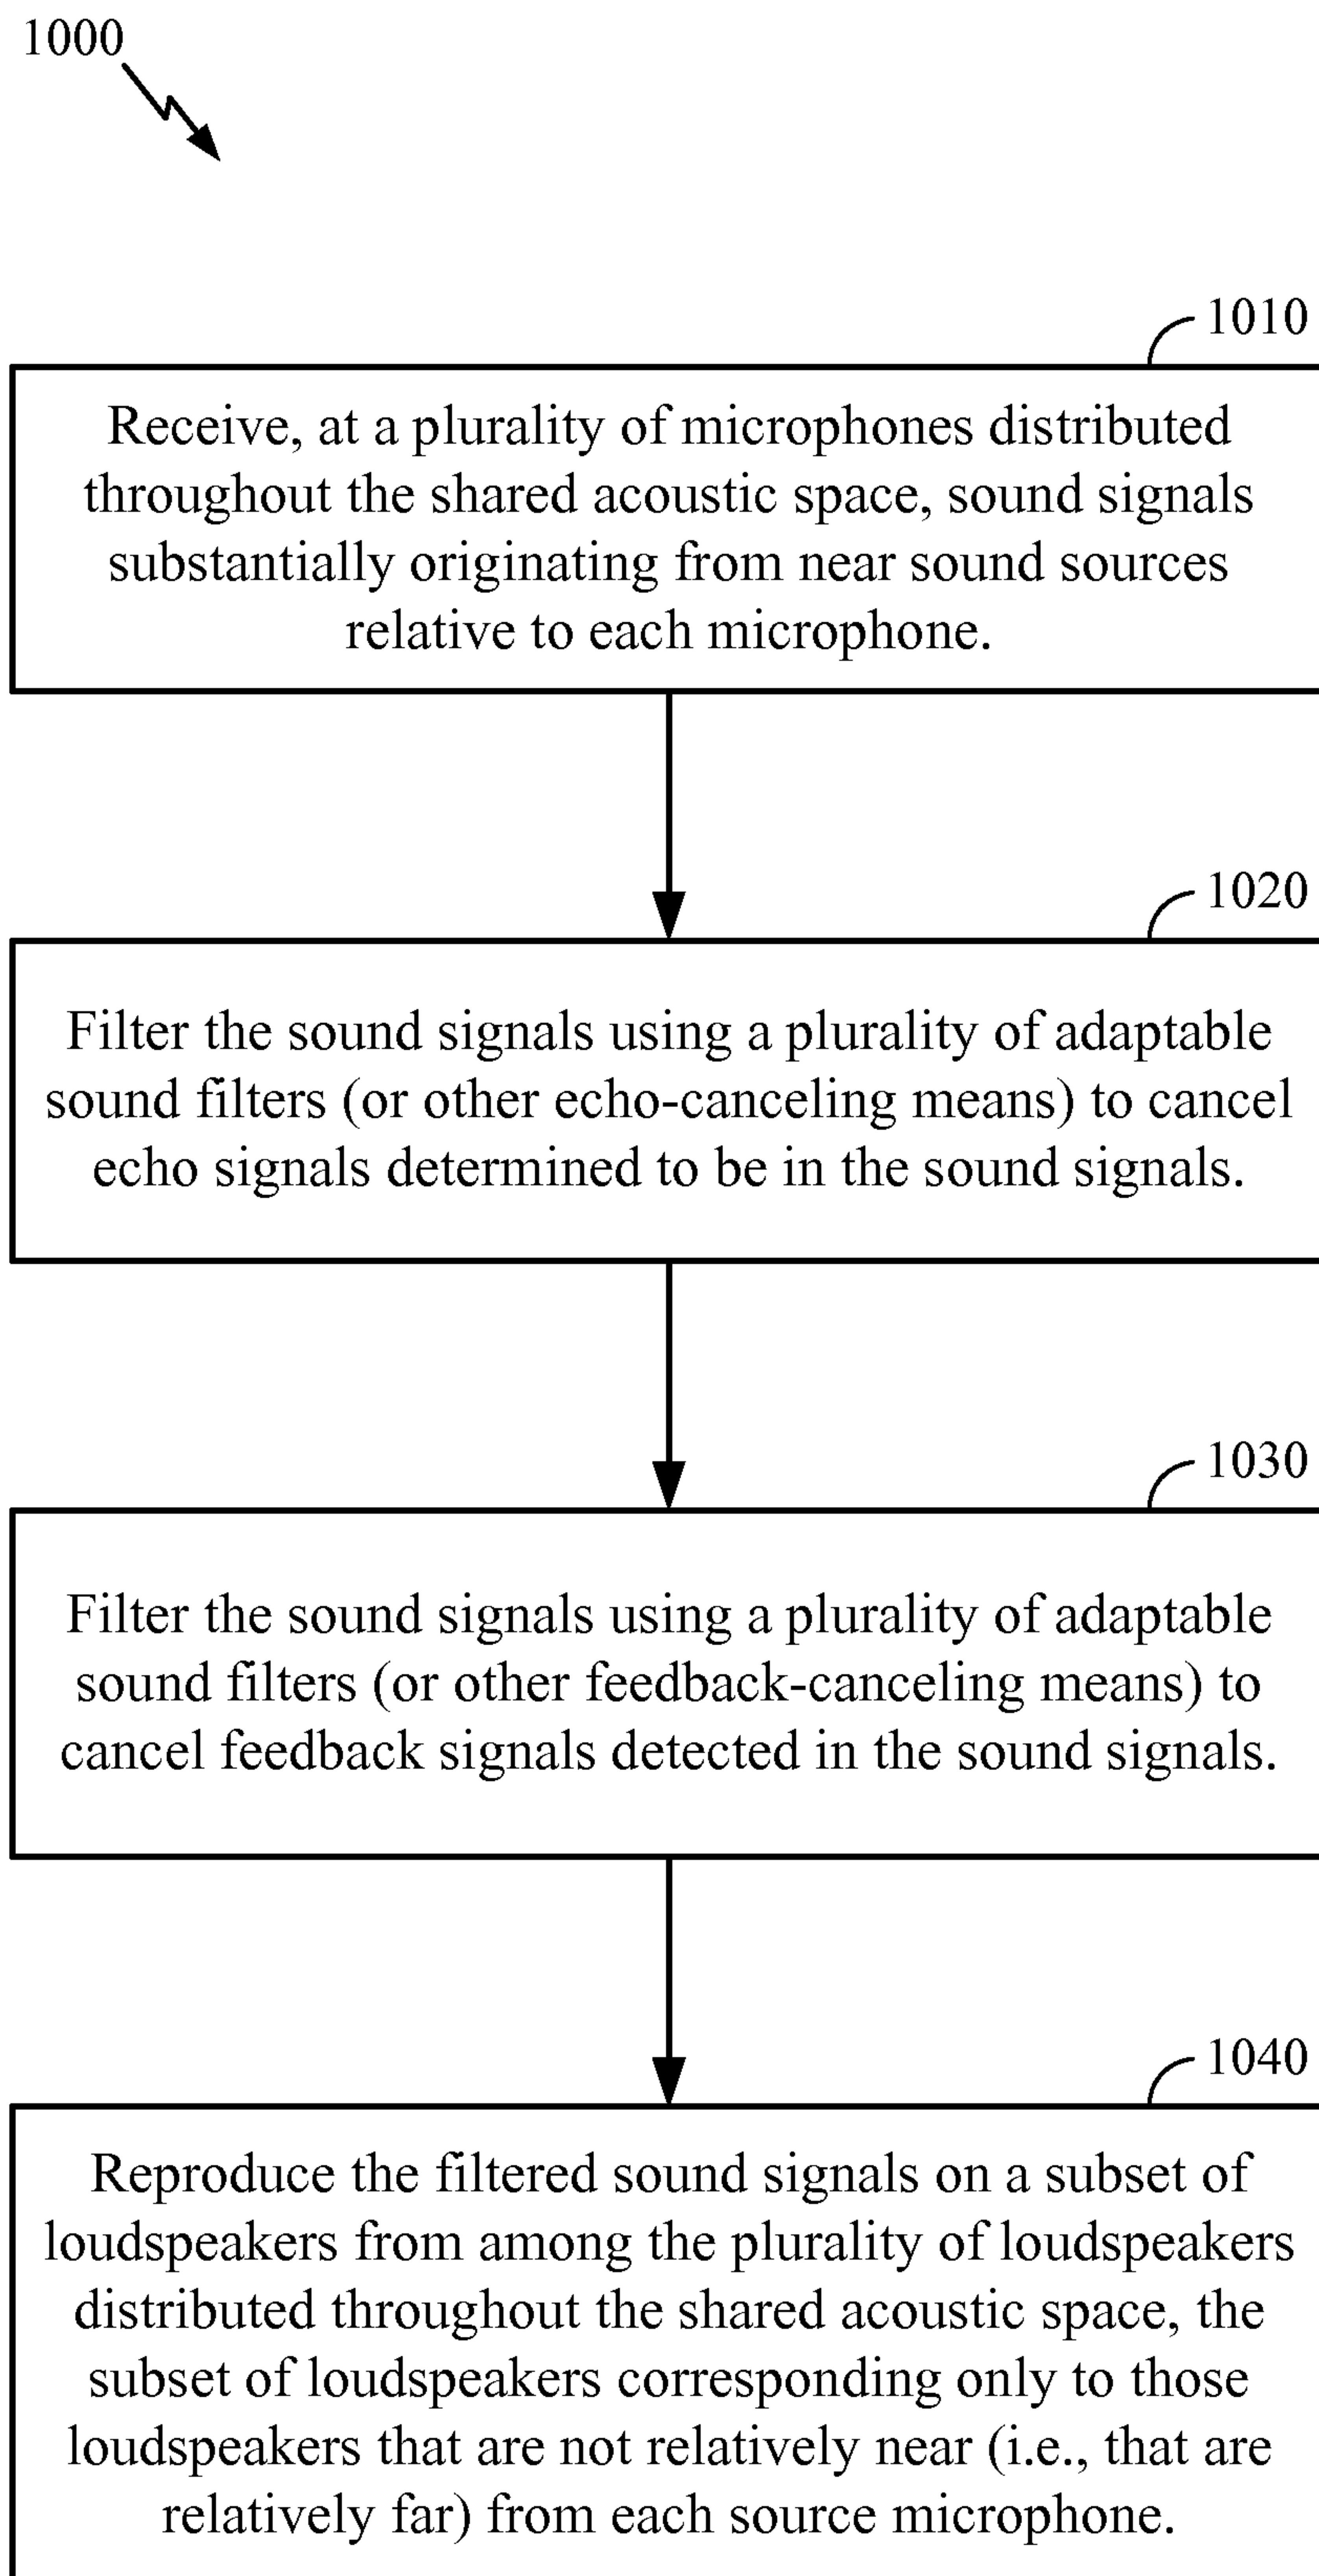 1000
1010
Receive, at a plurality of microphones distributed
throughout the shared acoustic space, sound signals
substantially originating from near sound sources
relative to each microphone.
1020
Filter the sound signals using a plurality of adaptable
sound filters (or other echo-canceling means) to cancel
echo signals determined to be in the sound signals.
1030
Filter the sound signals using a plurality of adaptable
sound filters (or other feedback-canceling means) to
cancel feedback signals detected in the sound signals.
1040
Reproduce the filtered sound signals on a subset of
loudspeakers from among the plurality of loudspeakers
distributed throughout the shared acoustic space, the
subset of loudspeakers corresponding only to those
loudspeakers that are not relatively near (i.e., that are
relatively far) from each source microphone.